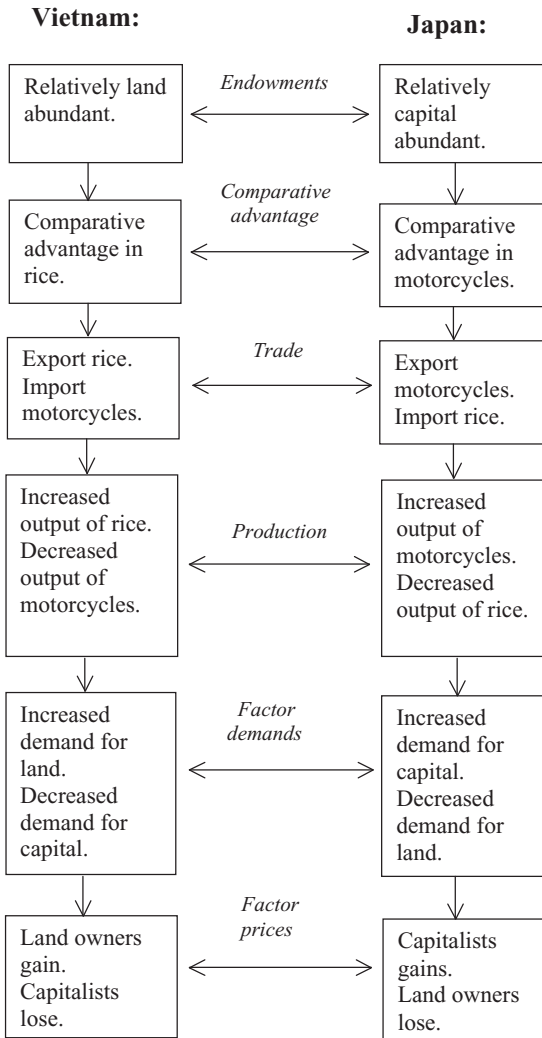 Vietnam:
Japan:
Relatively land
abundant.
Endowments
Relatively
capital
abundant.
Comparative
advantage in
rice.
Comparative
advantage
Comparative
advantage in
motorcycles.
Export rice.
Import
motorcycles.
Trade
Export
motorcycles.
Import rice.
Increased
output of rice.
Decreased
output of
motorcycles.
Production
Increased
output of
motorcycles.
Decreased
output of rice.
Increased
demand for
land.
Decreased
demand for
capital.
Factor
demands
Increased
demand for
capital.
Decreased
demand for
land.
Land owners
gain.
Capitalists
lose.
Factor
prices
Capitalists
gains.
Land owners
lose.